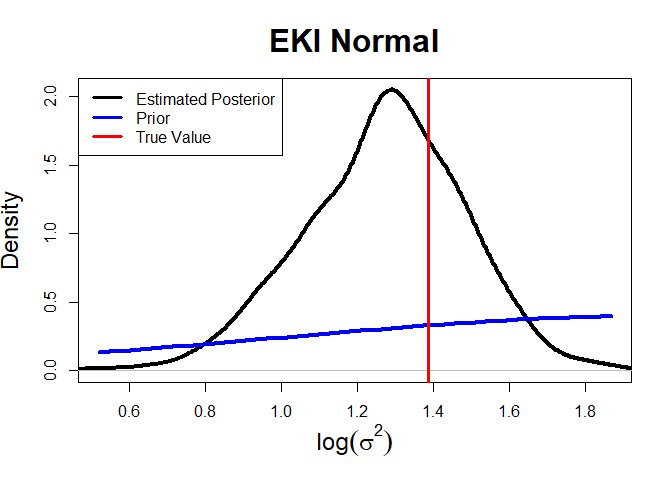 EKI Normal
Estimated Posterior
Prior
True Value
Density
0.0 0.5 1.0 1.5 2.0
0.6 0.8 1.0 1.2 1.4 1.6 1.8
log(σ²)